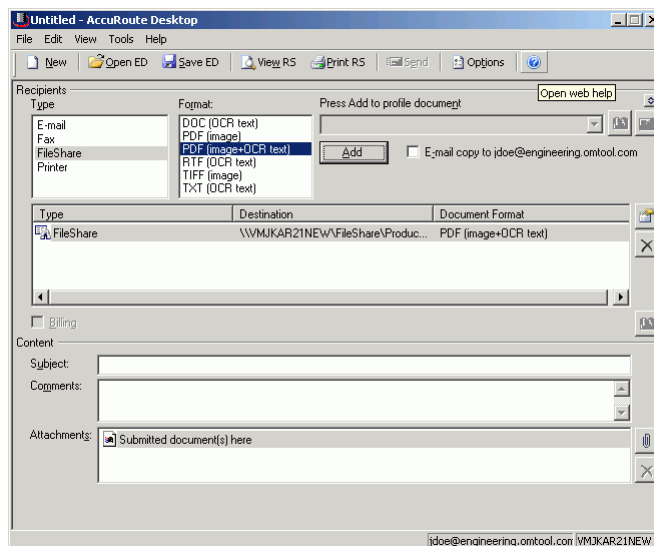 Untitled - AccuRoute Desktop
File Edit View Tools Help
New Open ED Save ED View RS Print RS Send Options
Open web help
Recipients
Type Format: Press Add to profile document
E-mail
Fax
FileShare
Printer
DOC (OCR text)
PDF (image)
PDF (image+OCR text)
RTF (OCR text)
TIFF (image)
TXT (OCR text)
Add E-mail copy to jdoe@engineering.omtool.com
Type Destination Document Format
FileShare \\VMJKAR21NEW\FileShare\Produc... PDF (image+OCR text)
Billing
Content
Subject:
Comments:
Attachments: Submitted document(s) here
jdoe@engineering.omtool.com VMJKAR21NEW